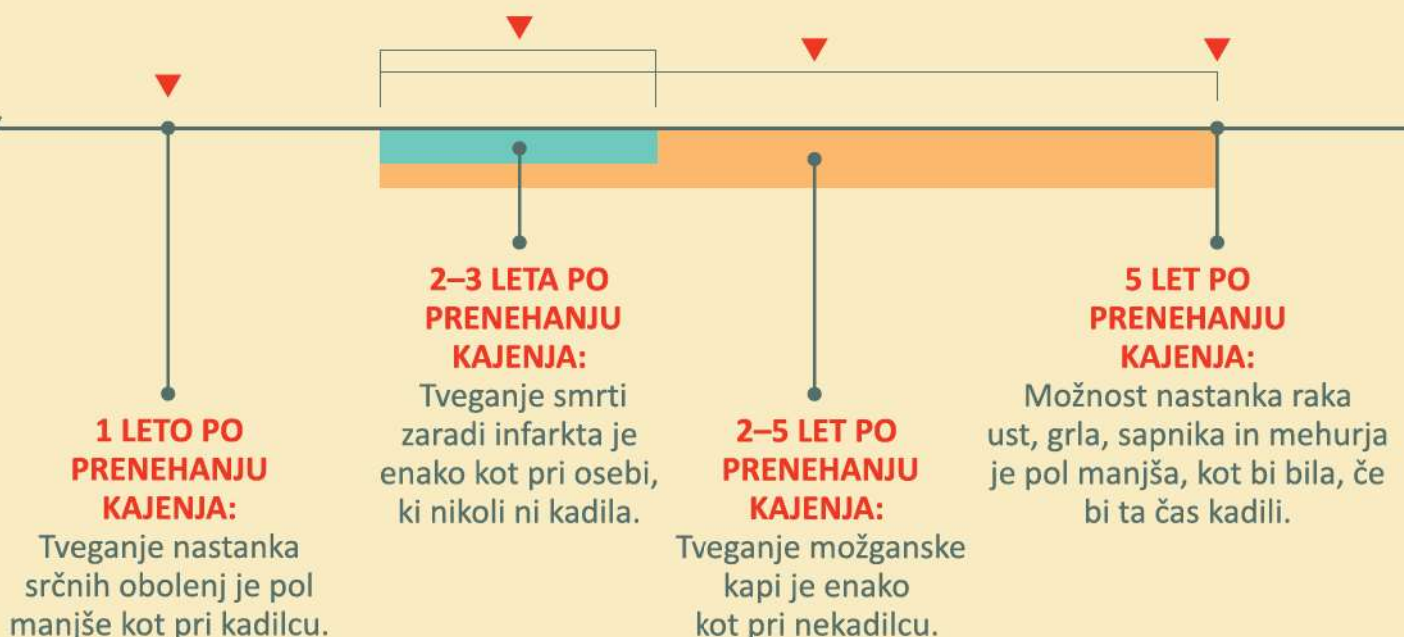 1 LETO PO
PRENEHANJU
KAJENJA:
Tveganje nastanka
srčnih obolenj je pol
manjše kot pri kadilcu.
2–3 LETA PO
PRENEHANJU
KAJENJA:
Tveganje smrti
zaradi infarkta je
enako kot pri osebi,
ki nikoli ni kadila.
2–5 LET PO
PRENEHANJU
KAJENJA:
Tveganje možganske
kapi je enako
kot pri nekadilcu.
5 LET PO
PRENEHANJU
KAJENJA:
Možnost nastanka raka
ust, grla, sapnika in mehurja
je pol manjša, kot bi bila, če
bi ta čas kadili.